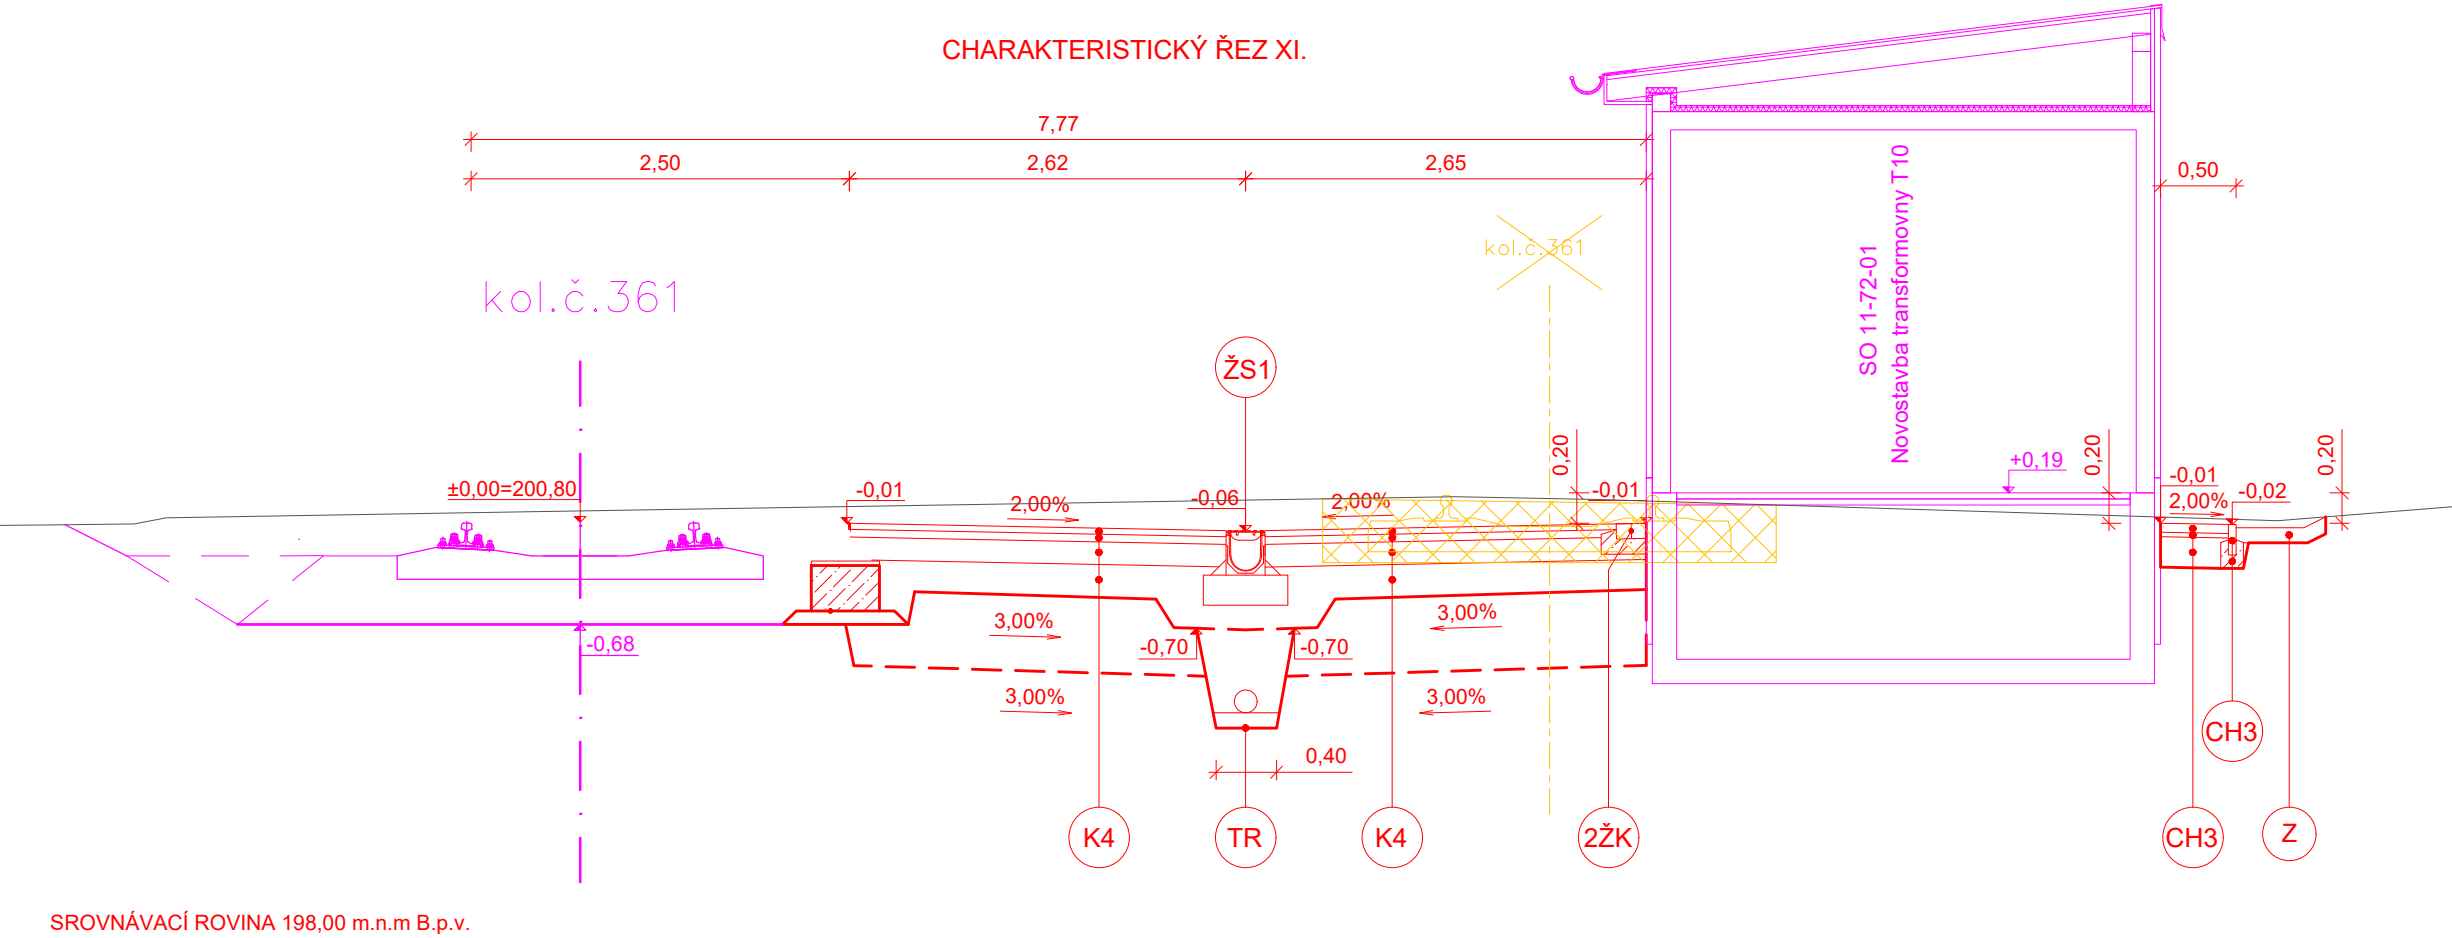 CHARAKTERISTICKÝ ŘEZ XI.
7,77
2,50
2,62
2,65
0,50
kol.č.361
kol.č.361
SO 11-72-01
Novostavba transformovny T10
ŽS1
±0,00=200,80
-0,01
2,00%
-0,06
2,00%
0,20
-0,01
+0,19
0,20
-0,01
2,00%
-0,02
0,20
-0,68
3,00%
-0,70
-0,70
3,00%
3,00%
3,00%
0,40
CH3
K4
TR
K4
2ŽK
CH3
Z
SROVNÁVACÍ ROVINA 198,00 m.n.m B.p.v.